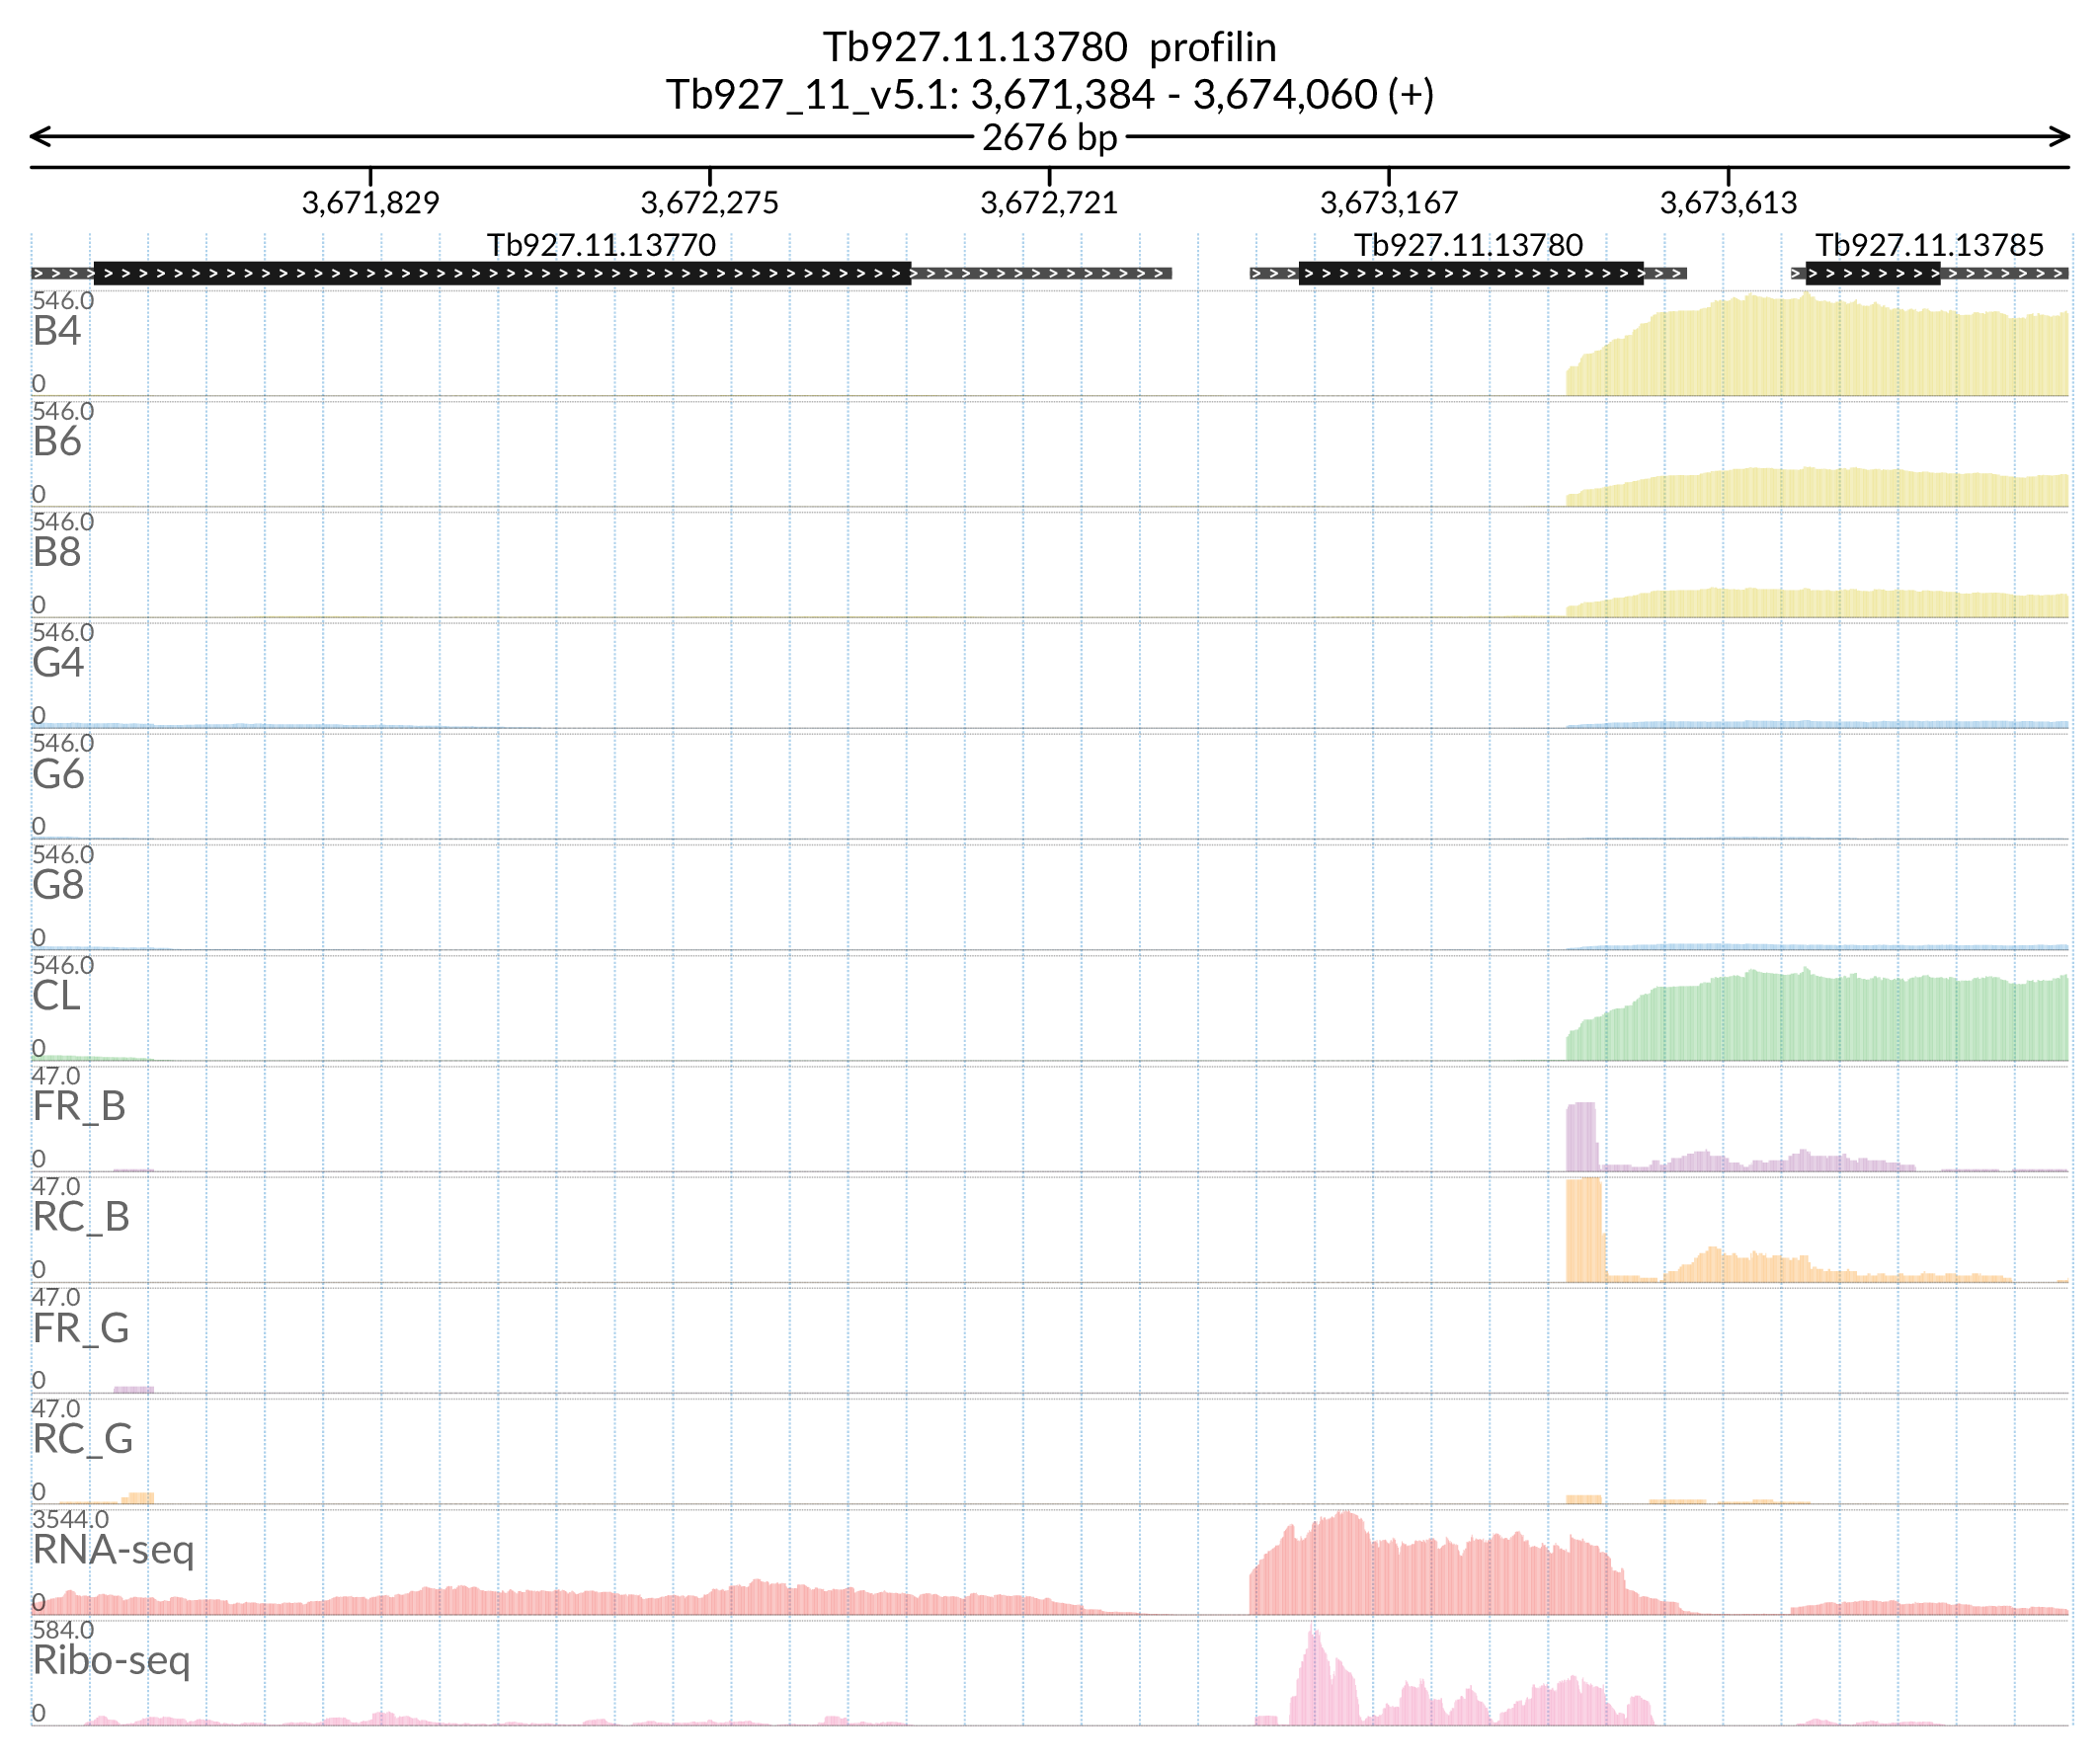 Tb927.11.13780 profilin
Tb927_11_v5.1: 3,671,384 - 3,674,060 (+)
2676 bp
3,671,829 3,672,275 3,672,721 3,673,167 3,673,613
Tb927.11.13770 Tb927.11.13780 Tb927.11.13785
546.0
B4
0
546.0
B6
0
546.0
B8
0
546.0
G4
0
546.0
G6
0
546.0
G8
0
546.0
CL
0
47.0
FR_B
0
47.0
RC_B
0
47.0
FR_G
0
47.0
RC_G
0
3544.0
RNA-seq
0
584.0
Ribo-seq
0